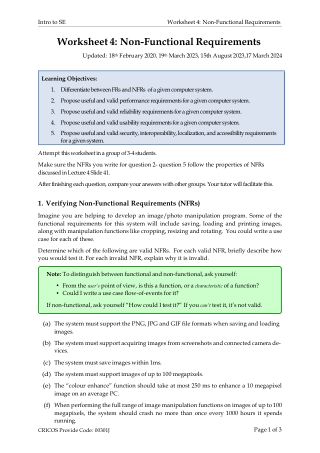 Intro to SE Worksheet 4: Non-Functional Requirements
Worksheet 4: Non-Functional Requirements
Updated: 18th February 2020, 19th March 2023, 15th August 2023,17 March 2024
Learning Objectives:
1. Differentiate between FRs and NFRs of a given computer system.
2. Propose useful and valid performance requirements for a given computer system.
3. Propose useful and valid reliability requirements for a given computer system.
4. Propose useful and valid usability requirements for a given computer system.
5. Propose useful and valid security, interoperability, localization, and accessibility requirements
for a given computer system.
Attempt this worksheet in a group of 3-4 students.
Make sure the NFRs you write for question 2- question 5 follow the properties of NFRs
discussed in Lecture 4 Slide 41.
After finishing each question, compare your answers with other groups. Your tutor will facilitate this.
1. Verifying Non-Functional Requirements (NFRs)
Imagine you are helping to develop an image/photo manipulation program. Some of the
functional requirements for this system will include saving, loading and printing images,
along with manipulation functions like cropping, resizing and rotating. You could write a use
case for each of these.
Determine which of the following are valid NFRs. For each valid NFR, briefly describe how
you would test it. For each invalid NFR, explain why it is invalid.
Note: To distinguish between functional and non-functional, ask yourself:
• From the user's point of view, is this a function, or a characteristic of a function?
• Could I write a use case flow-of-events for it?
If non-functional, ask yourself "How could I test it?" If you can't test it, it's not valid.
(a) The system must support the PNG, JPG and GIF file formats when saving and loading
images.
(b) The system must support acquiring images from screenshots and connected camera de-
vices.
(c) The system must save images within 1ms.
(d) The system must support images of up to 100 megapixels.
(e) The "colour enhance" function should take at most 250 ms to enhance a 10 megapixel
image on an average PC.
(f) When performing the full range of image manipulation functions on images of up to 100
megapixels, the system should crash no more than once every 1000 hours it spends
running.
CRICOS Provide Code: 00301J Page 1 of 3